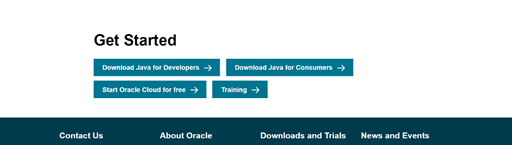 Get Started
Download Java for Developers Download Java for Consumers
Start Oracle Cloud for free Training
Contact Us About Oracle Downloads and Trials News and Events